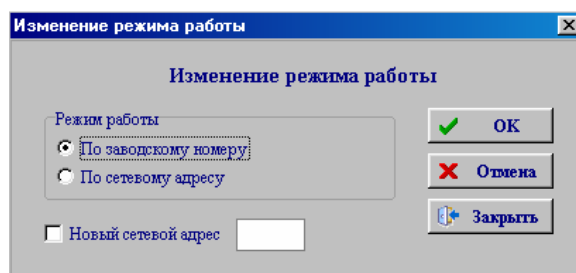 Изменение режима работы
Изменение режима работы
Режим работы
По заводскому номеру
По сетевому адресу
Новый сетевой адрес
OK
Отмена
Закрыть